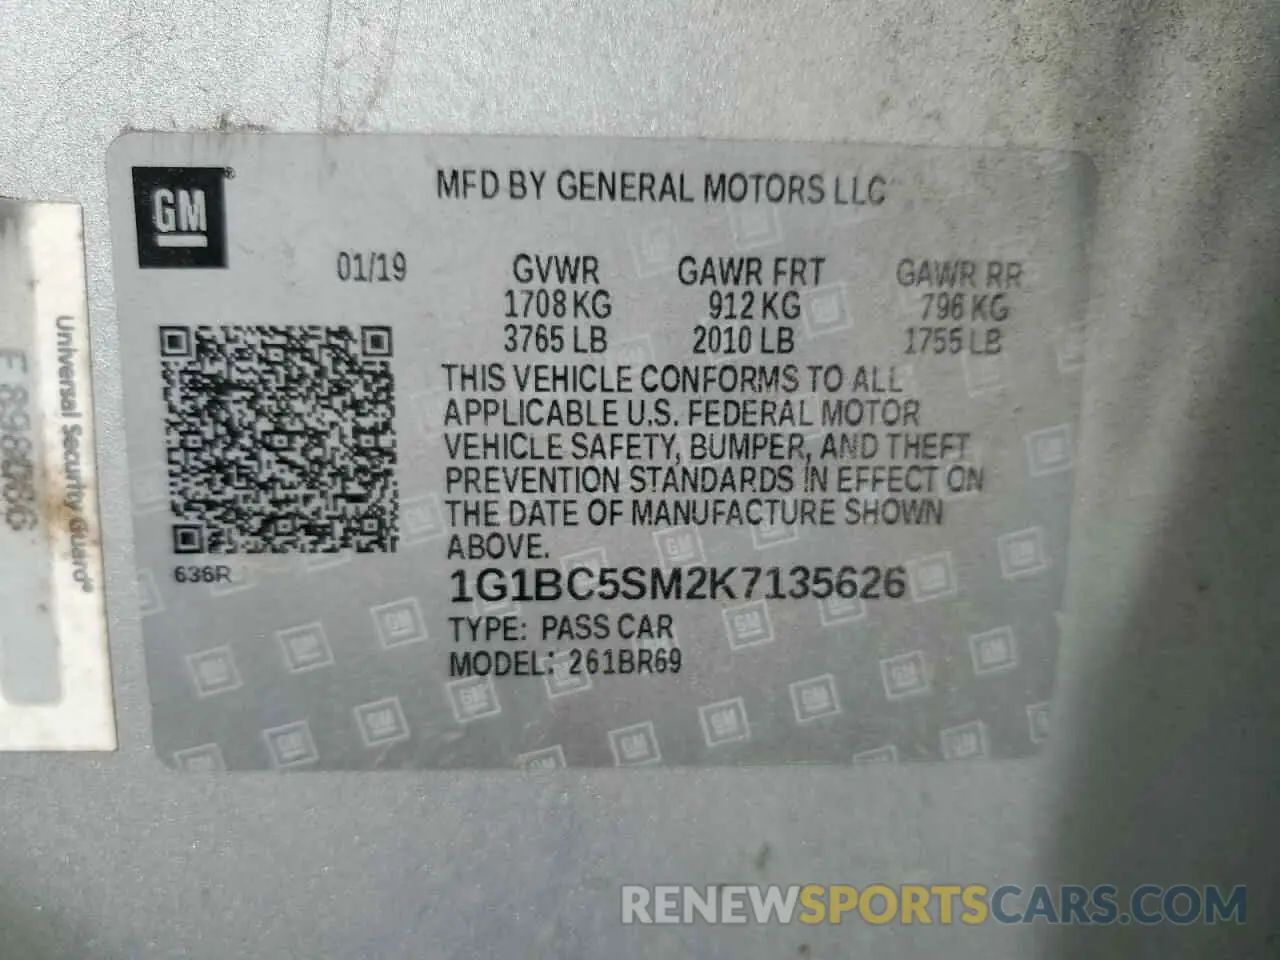 GM
MFD BY GENERAL MOTORS LLC
01/19
GVWR GAWR FRT GAWR RR
1708 KG 912 KG 796 KG
3765 LB 2010 LB 1755 LB
THIS VEHICLE CONFORMS TO ALL
APPLICABLE U.S. FEDERAL MOTOR
VEHICLE SAFETY, BUMPER, AND THEFT
PREVENTION STANDARDS IN EFFECT ON
THE DATE OF MANUFACTURE SHOWN
ABOVE.
1G1BC5SM2K7135626
TYPE: PASS CAR
MODEL: 261BR69
636R
Universal Security Guard®
RENEWSPORTSCARS.COM